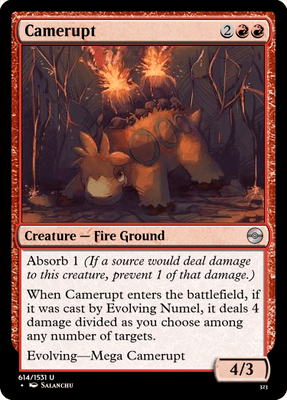 Camerupt 2
Creature — Fire Ground
Absorb 1 (If a source would deal damage
to this creature, prevent 1 of that damage.)
When Camerupt enters the battlefield, if
it was cast by Evolving Numel, it deals 4
damage divided as you choose among
any number of targets.
Evolving—Mega Camerupt
4/3
614/1531 U
• Salanchu